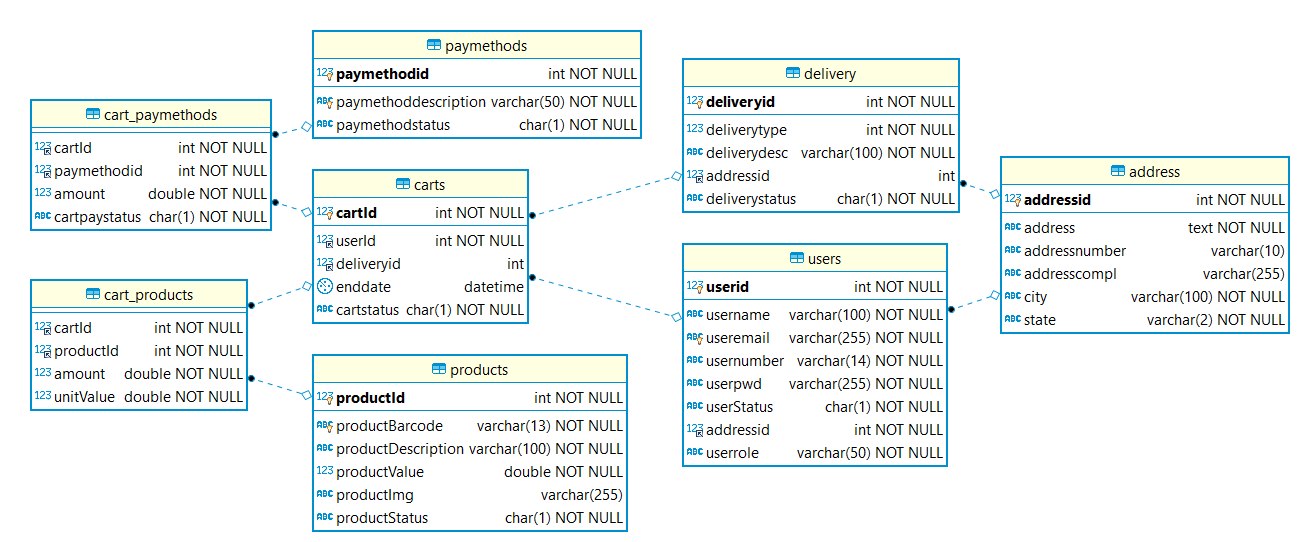 paymethods
paymethodid int NOT NULL
paymethoddescription varchar(50) NOT NULL
paymethodstatus char(1) NOT NULL
cart_paymethods
cartId int NOT NULL
paymethodid int NOT NULL
amount double NOT NULL
cartpaystatus char(1) NOT NULL
carts
cartId int NOT NULL
userId int NOT NULL
deliveryid int
enddate datetime
cartstatus char(1) NOT NULL
cart_products
cartId int NOT NULL
productId int NOT NULL
amount double NOT NULL
unitValue double NOT NULL
products
productId int NOT NULL
productBarcode varchar(13) NOT NULL
productDescription varchar(100) NOT NULL
productValue double NOT NULL
productImg varchar(255)
productStatus char(1) NOT NULL
delivery
deliveryid int NOT NULL
deliverytype int NOT NULL
deliverydesc varchar(100) NOT NULL
addressid int
deliverystatus char(1) NOT NULL
users
userid int NOT NULL
username varchar(100) NOT NULL
useremail varchar(255) NOT NULL
usernumber varchar(14) NOT NULL
userpwd varchar(255) NOT NULL
userStatus char(1) NOT NULL
addressid int NOT NULL
userrole varchar(50) NOT NULL
address
addressid int NOT NULL
address text NOT NULL
addressnumber varchar(10)
addresscompl varchar(255)
city varchar(100) NOT NULL
state varchar(2) NOT NULL